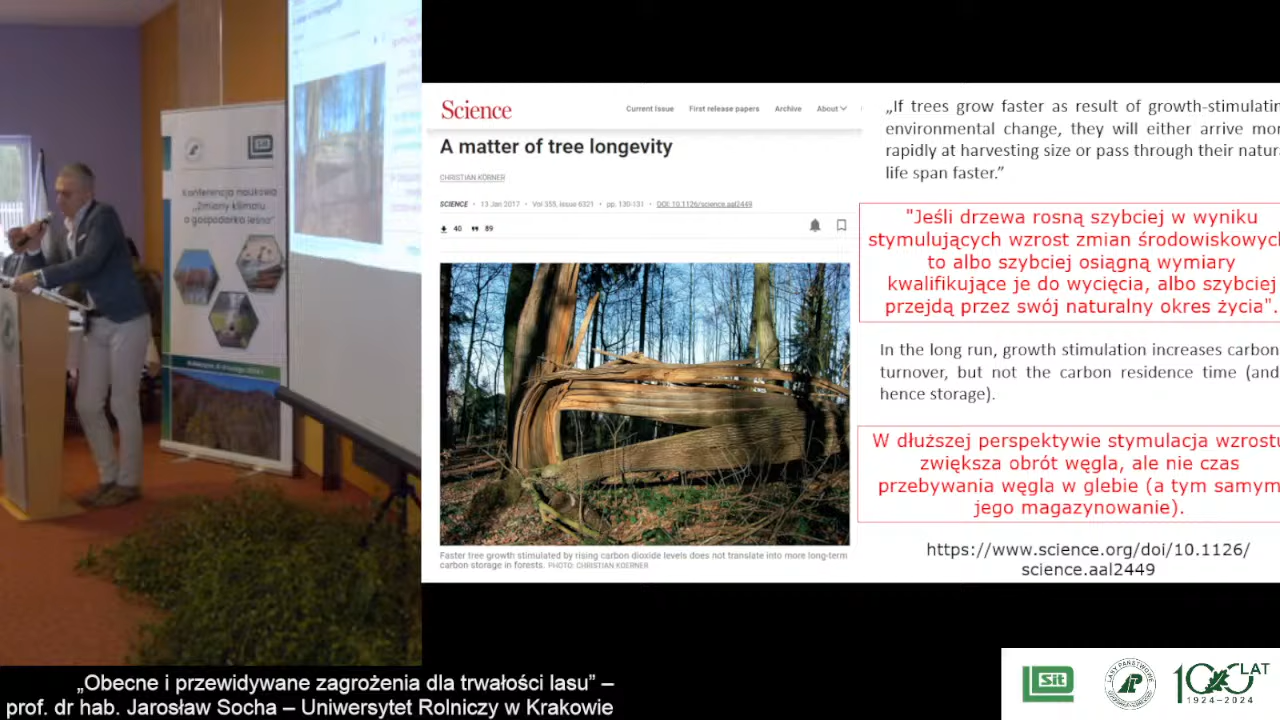 Konferencja naukowa
„Zmiany klimatu
a gospodarka leśna"
Science
Current Issue First release papers Archive About
A matter of tree longevity
CHRISTIAN KÖRNER
SCIENCE • 13 Jan 2017 • Vol 355, Issue 6321 • pp. 130-131 • DOI: 10.1126/science.aal2449
40 89
Faster tree growth stimulated by rising carbon dioxide levels does not translate into more long-term
carbon storage in forests. PHOTO: CHRISTIAN KOERNER
„If trees grow faster as result of growth-stimulatin
environmental change, they will either arrive mo
rapidly at harvesting size or pass through their natur
life span faster.”
"Jeśli drzewa rosną szybciej w wyniku
stymulujących wzrost zmian środowiskowyc
to albo szybciej osiągną wymiary
kwalifikujące je do wycięcia, albo szybciej
przejdą przez swój naturalny okres życia".
In the long run, growth stimulation increases carbon
turnover, but not the carbon residence time (and
hence storage).
W dłuższej perspektywie stymulacja wzrostu
zwiększa obrót węgla, ale nie czas
przebywania węgla w glebie (a tym samym
jego magazynowanie).
https://www.science.org/doi/10.1126/
science.aal2449
„Obecne i przewidywane zagrożenia dla trwałości lasu” –
prof. dr hab. Jarosław Socha – Uniwersytet Rolniczy w Krakowie
Sit
LASY PAŃSTWOWE
100 LAT
1924-2024